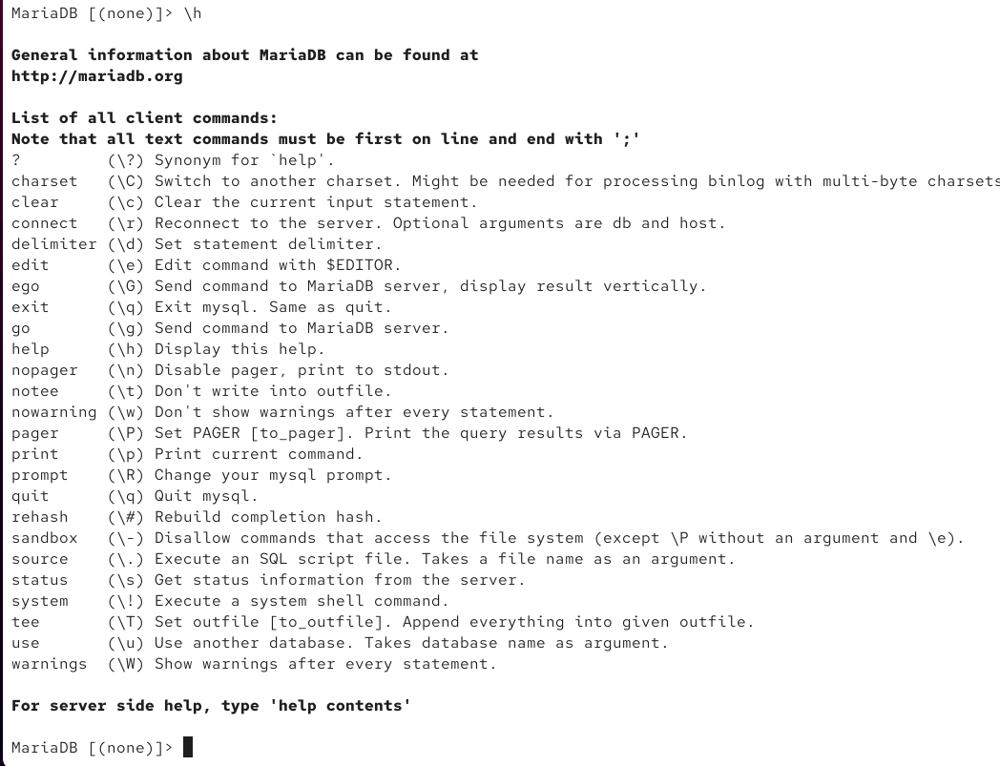 MariaDB [(none)]> \h
General information about MariaDB can be found at
http://mariadb.org
List of all client commands:
Note that all text commands must be first on line and end with ';'
? (\?) Synonym for `help'.
charset (\C) Switch to another charset. Might be needed for processing binlog with multi-byte charsets
clear (\c) Clear the current input statement.
connect (\r) Reconnect to the server. Optional arguments are db and host.
delimiter (\d) Set statement delimiter.
edit (\e) Edit command with $EDITOR.
ego (\G) Send command to MariaDB server, display result vertically.
exit (\q) Exit mysql. Same as quit.
go (\g) Send command to MariaDB server.
help (\h) Display this help.
nopager (\n) Disable pager, print to stdout.
notee (\t) Don't write into outfile.
nowarning (\w) Don't show warnings after every statement.
pager (\P) Set PAGER [to_pager]. Print the query results via PAGER.
print (\p) Print current command.
prompt (\R) Change your mysql prompt.
quit (\q) Quit mysql.
rehash (\#) Rebuild completion hash.
sandbox (\-) Disallow commands that access the file system (except \P without an argument and \e).
source (\.) Execute an SQL script file. Takes a file name as an argument.
status (\s) Get status information from the server.
system (\!) Execute a system shell command.
tee (\T) Set outfile [to_outfile]. Append everything into given outfile.
use (\u) Use another database. Takes database name as argument.
warnings (\W) Show warnings after every statement.
For server side help, type 'help contents'
MariaDB [(none)]>